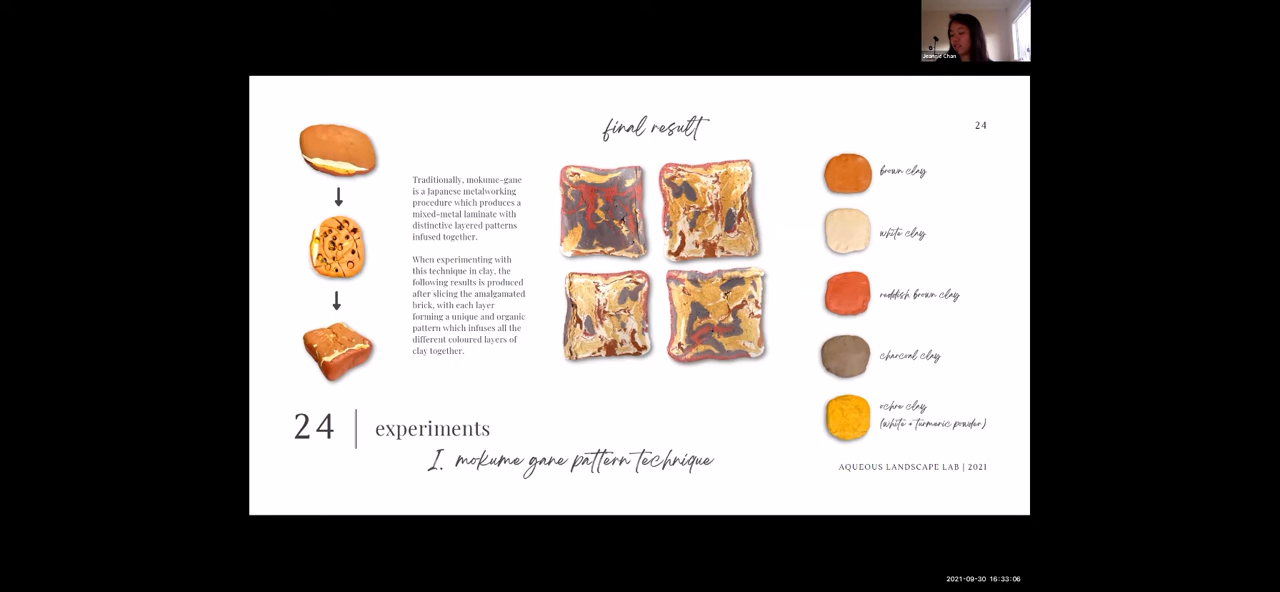 Jeangie Chan
final result
24
Traditionally, mokume-gane
is a Japanese metalworking
procedure which produces a
mixed-metal laminate with
distinctive layered patterns
infused together.
When experimenting with
this technique in clay, the
following results is produced
after slicing the amalgamated
brick, with each layer
forming a unique and organic
pattern which infuses all the
different coloured layers of
clay together.
brown clay
white clay
reddish brown clay
charcoal clay
ochre clay
(white + turmeric powder)
24 | experiments
I. mokume gane pattern technique
AQUEOUS LANDSCAPE LAB | 2021
2021-09-30 16:33:06